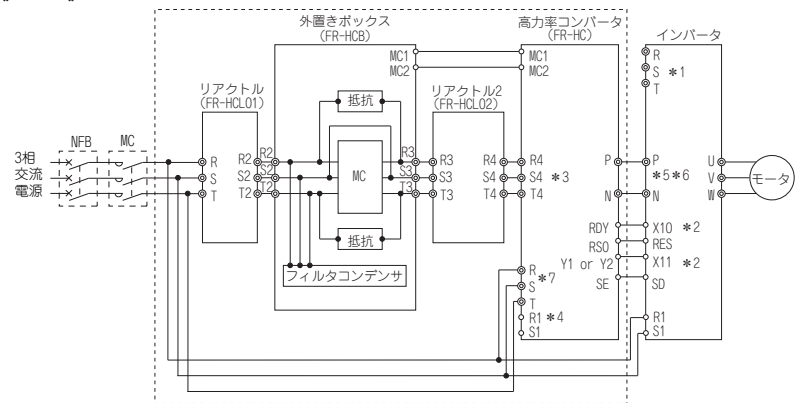 外置きボックス
(FR-HCB)
高力率コンバータ
(FR-HC)
インバータ
MC1
MC2
MC1
MC2
R
S *1
T
リアクトル
(FR-HCL01)
抵抗
リアクトル2
(FR-HCL02)
NFB
MC
3相
交流
電源
R
S
T
R2
S2
T2
R2
S2
T2
MC
R3
S3
T3
R3
S3
T3
R4
S4
T4
R4
S4 *3
T4
P
N
P
*5*6
N
U
V
W
モータ
抵抗
フィルタコンデンサ
RDY
RSO
Y1 or Y2
SE
X10 *2
RES
X11 *2
SD
R
S *7
T
R1 *4
S1
R1
S1